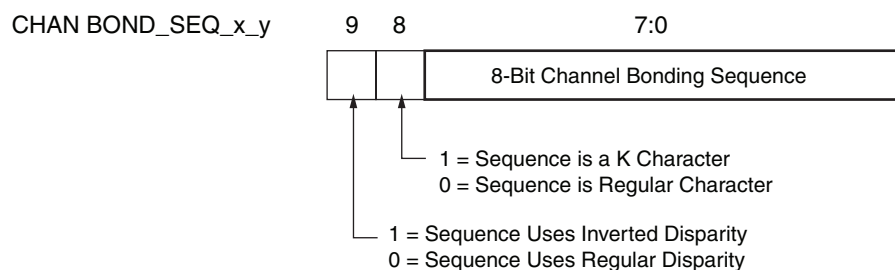 CHAN BOND_SEQ_x_y 9 8 7:0
8-Bit Channel Bonding Sequence
1 = Sequence is a K Character
0 = Sequence is Regular Character
1 = Sequence Uses Inverted Disparity
0 = Sequence Uses Regular Disparity